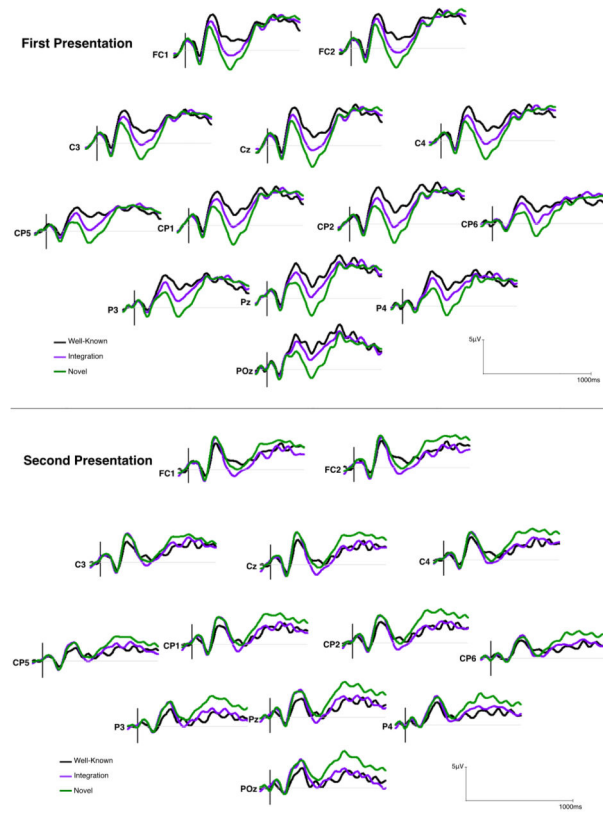 First Presentation
FC1
FC2
C3
Cz
C4
CP5
CP1
CP2
CP6
P3
Pz
P4
POz
Well-Known
Integration
Novel
5μV
1000ms
Second Presentation
FC1
FC2
C3
Cz
C4
CP5
CP1
CP2
CP6
P3
Pz
P4
POz
Well-Known
Integration
Novel
5μV
1000ms